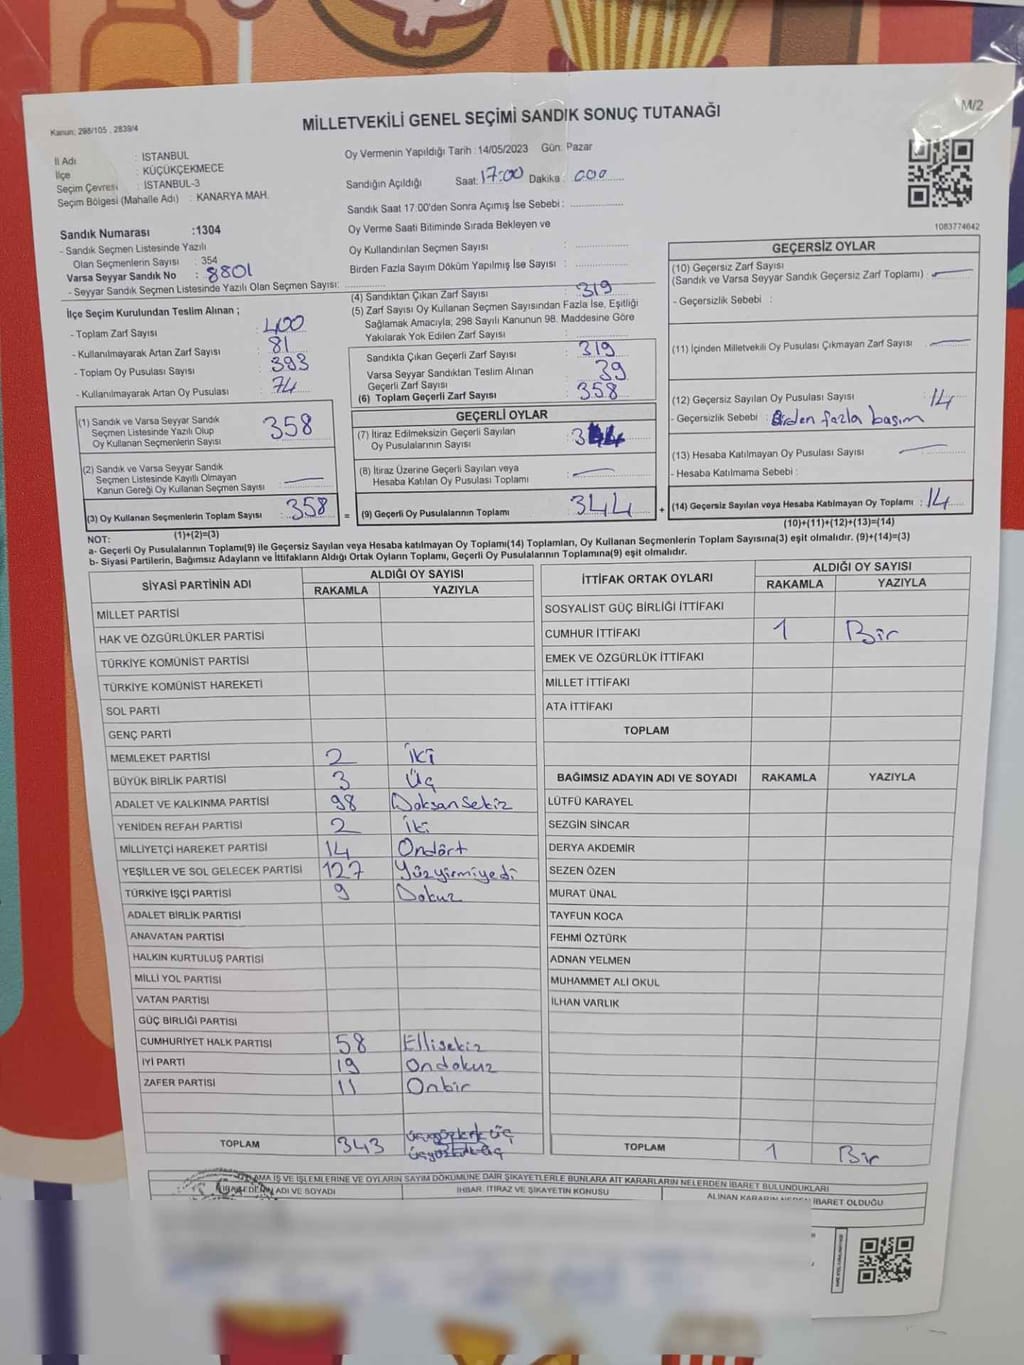 Kanun: 298/105 , 2839/4
MİLLETVEKİLİ GENEL SEÇİMİ SANDIK SONUÇ TUTANAĞI
M/2
İl Adı : İSTANBUL
İlçe : KÜÇÜKÇEKMECE
Seçim Çevresi : İSTANBUL-3
Seçim Bölgesi (Mahalle Adı) : KANARYA MAH.
Oy Vermenin Yapıldığı Tarih : 14/05/2023 Gün: Pazar
Sandığın Açıldığı Saat: 17:00 Dakika : 000
Sandık Saat 17:00'den Sonra Açımış İse Sebebi :
Oy Verme Saati Bitiminde Sırada Bekleyen ve
Oy Kullandırılan Seçmen Sayısı :
Birden Fazla Sayım Döküm Yapılmış İse Sayısı :
1083774642
Sandık Numarası :1304
- Sandık Seçmen Listesinde Yazılı
Olan Seçmenlerin Sayısı : 354
Varsa Seyyar Sandık No : 8801
- Seyyar Sandık Seçmen Listesinde Yazılı Olan Seçmen Sayısı:
İlçe Seçim Kurulundan Teslim Alınan ;
- Toplam Zarf Sayısı : 400
- Kullanılmayarak Artan Zarf Sayısı : 81
- Toplam Oy Pusulası Sayısı : 393
- Kullanılmayarak Artan Oy Pusulası : 74
(1) Sandık ve Varsa Seyyar Sandık
Seçmen Listesinde Yazılı Olup
Oy Kullanan Seçmenlerin Sayısı : 358
(2) Sandık ve Varsa Seyyar Sandık
Seçmen Listesinde Kayıtlı Olmayan
Kanun Gereği Oy Kullanan Seçmen Sayısı : —
(3) Oy Kullanan Seçmenlerin Toplam Sayısı : 358
(1)+(2)=(3)
(4) Sandıktan Çıkan Zarf Sayısı : 319
(5) Zarf Sayısı Oy Kullanan Seçmen Sayısından Fazla İse, Eşitliği
Sağlamak Amacıyla; 298 Sayılı Kanunun 98. Maddesine Göre
Yakılarak Yok Edilen Zarf Sayısı :
Sandıkla Çıkan Geçerli Zarf Sayısı : 319
Varsa Seyyar Sandıktan Teslim Alınan
Geçerli Zarf Sayısı : 39
(6) Toplam Geçerli Zarf Sayısı : 358
GEÇERLİ OYLAR
(7) İtiraz Edilmeksizin Geçerli Sayılan
Oy Pusulalarının Sayısı : 344
(8) İtiraz Üzerine Geçerli Sayılan veya
Hesaba Katılan Oy Pusulası Toplamı : —
= (9) Geçerli Oy Pusulalarının Toplamı : 344 +
GEÇERSİZ OYLAR
(10) Geçersiz Zarf Sayısı
(Sandık ve Varsa Seyyar Sandık Geçersiz Zarf Toplamı) : —
- Geçersizlik Sebebi :
(11) İçinden Milletvekili Oy Pusulası Çıkmayan Zarf Sayısı : —
(12) Geçersiz Sayılan Oy Pusulası Sayısı : 14
- Geçersizlik Sebebi : Birden fazla basım
(13) Hesaba Katılmayan Oy Pusulası Sayısı : —
- Hesaba Katılmama Sebebi :
(14) Geçersiz Sayılan veya Hesaba Katılmayan Oy Toplamı : 14
(10)+(11)+(12)+(13)=(14)
NOT:
a- Geçerli Oy Pusulalarının Toplamı(9) ile Geçersiz Sayılan veya Hesaba katılmayan Oy Toplamı(14) Toplamları, Oy Kullanan Seçmenlerin Toplam Sayısına(3) eşit olmalıdır. (9)+(14)=(3)
b- Siyasi Partilerin, Bağımsız Adayların ve İttifakların Aldığı Ortak Oyların Toplamı, Geçerli Oy Pusulalarının Toplamına(9) eşit olmalıdır.
SİYASİ PARTİNİN ADI ALDIĞI OY SAYISI
RAKAMLA YAZIYLA
MİLLET PARTİSİ
HAK VE ÖZGÜRLÜKLER PARTİSİ
TÜRKİYE KOMÜNİST PARTİSİ
TÜRKİYE KOMÜNİST HAREKETİ
SOL PARTİ
GENÇ PARTİ
MEMLEKET PARTİSİ 2 İki
BÜYÜK BİRLİK PARTİSİ 3 Üç
ADALET VE KALKINMA PARTİSİ 98 Doksan Sekiz
YENİDEN REFAH PARTİSİ 2 İki
MİLLİYETÇİ HAREKET PARTİSİ 14 Ondört
YEŞİLLER VE SOL GELECEK PARTİSİ 127 Yüzyirmiyedi
TÜRKİYE İŞÇİ PARTİSİ 9 Dokuz
ADALET BİRLİK PARTİSİ
ANAVATAN PARTİSİ
HALKIN KURTULUŞ PARTİSİ
MİLLİ YOL PARTİSİ
VATAN PARTİSİ
GÜÇ BİRLİĞİ PARTİSİ
CUMHURİYET HALK PARTİSİ 58 Ellisekiz
İYİ PARTİ 19 Ondokuz
ZAFER PARTİSİ 11 Onbir
TOPLAM 343
İTTİFAK ORTAK OYLARI ALDIĞI OY SAYISI
RAKAMLA YAZIYLA
SOSYALİST GÜÇ BİRLİĞİ İTTİFAKI
CUMHUR İTTİFAKI 1 Bir
EMEK VE ÖZGÜRLÜK İTTİFAKI
MİLLET İTTİFAKI
ATA İTTİFAKI
TOPLAM
BAĞIMSIZ ADAYIN ADI VE SOYADI RAKAMLA YAZIYLA
LÜTFÜ KARAYEL
SEZGİN SİNCAR
DERYA AKDEMİR
SEZEN ÖZEN
MURAT ÜNAL
TAYFUN KOCA
FEHMİ ÖZTÜRK
ADNAN YELMEN
MUHAMMET ALİ OKUL
İLHAN VARLIK
TOPLAM 1 Bir
AMA İŞ VE İŞLEMLERİNE VE OYLARIN SAYIM DÖKÜMÜNE DAİR ŞİKAYETLERLE BUNLARA AİT KARARLARIN NELERDEN İBARET BULUNDUKLARI
ADI VE SOYADI İHBAR, İTİRAZ VE ŞİKAYETİN KONUSU ALINAN KARARIN NEDEN İBARET OLDUĞU